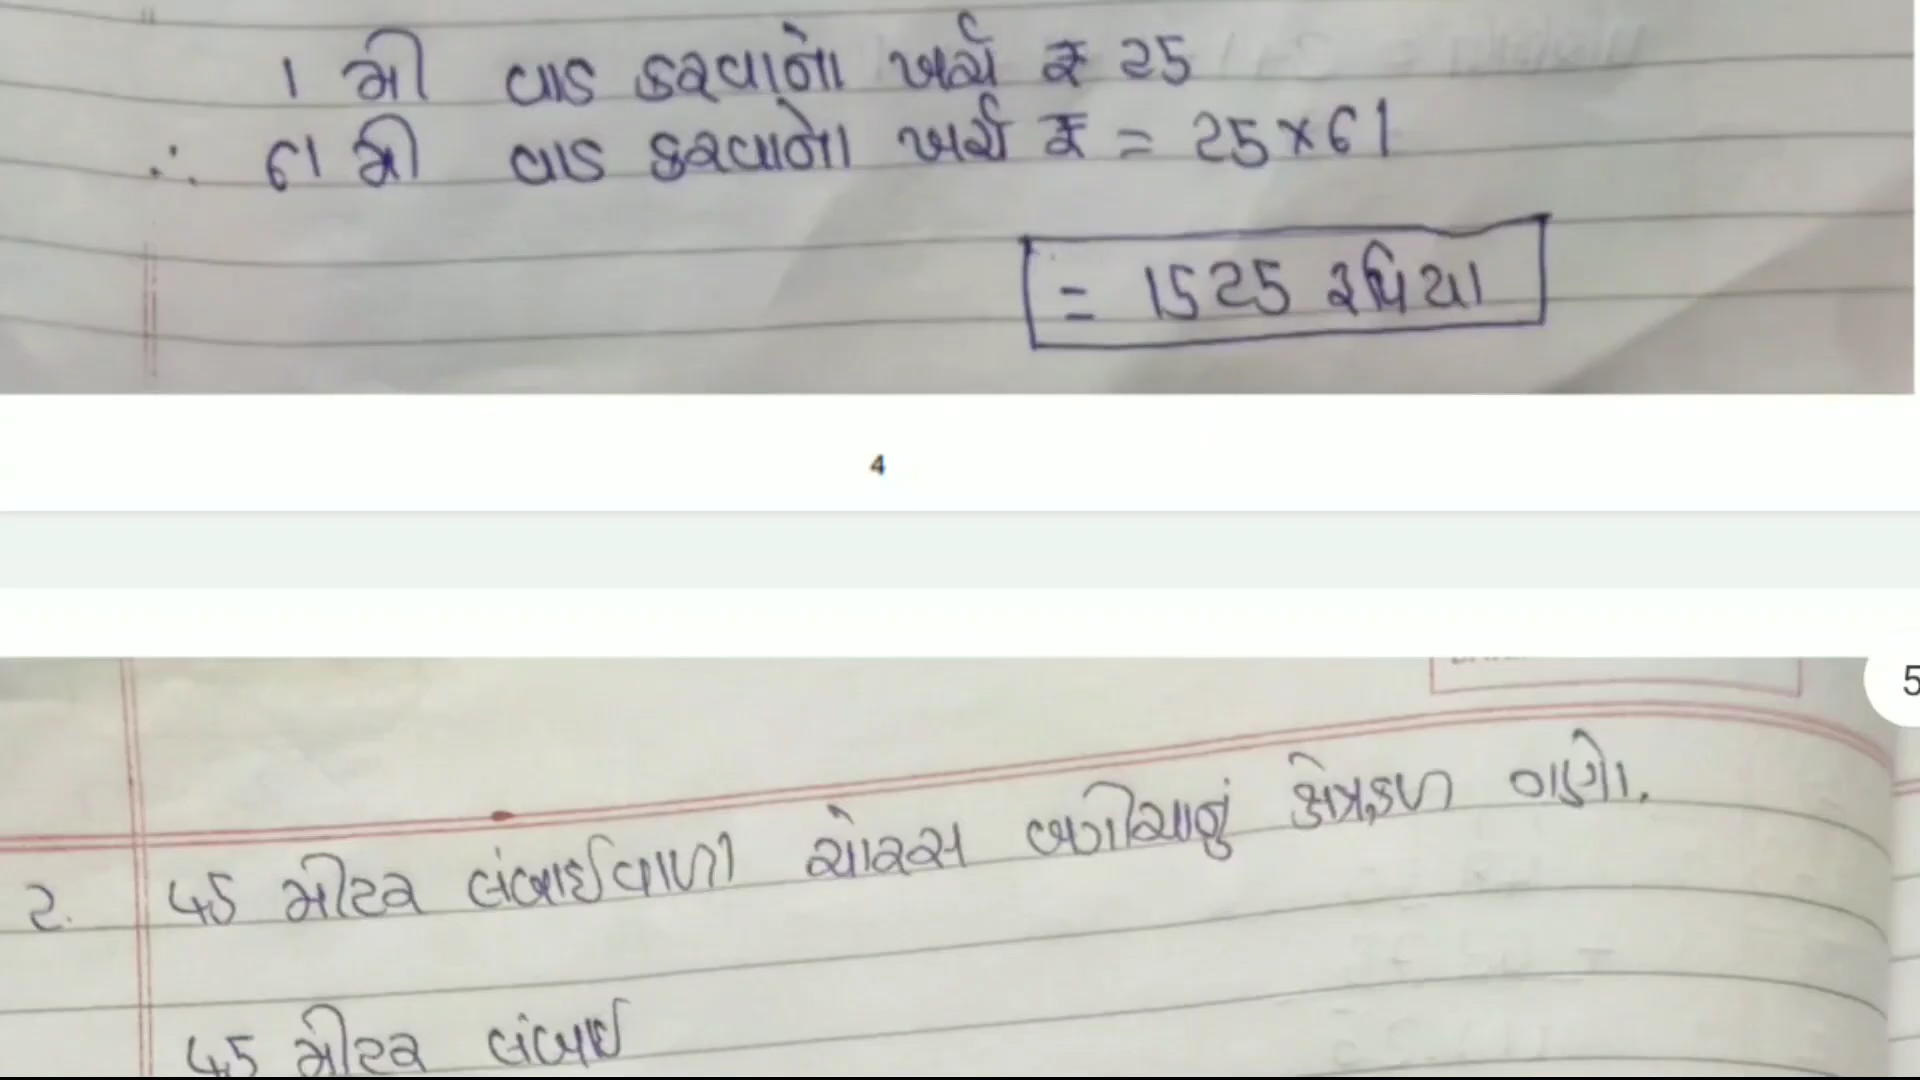 1 મી વાડ કરવાનો ખર્ચ ₹ 25
∴ 61 મી વાડ કરવાનો ખર્ચ ₹ = 25×61
= 1525 રૂપિયા
4
5
2. 45 મીટર લંબાઈવાળા ચોરસ બગીચાનું ક્ષેત્રફળ ગણો.
45 મીટર લંબાઈ